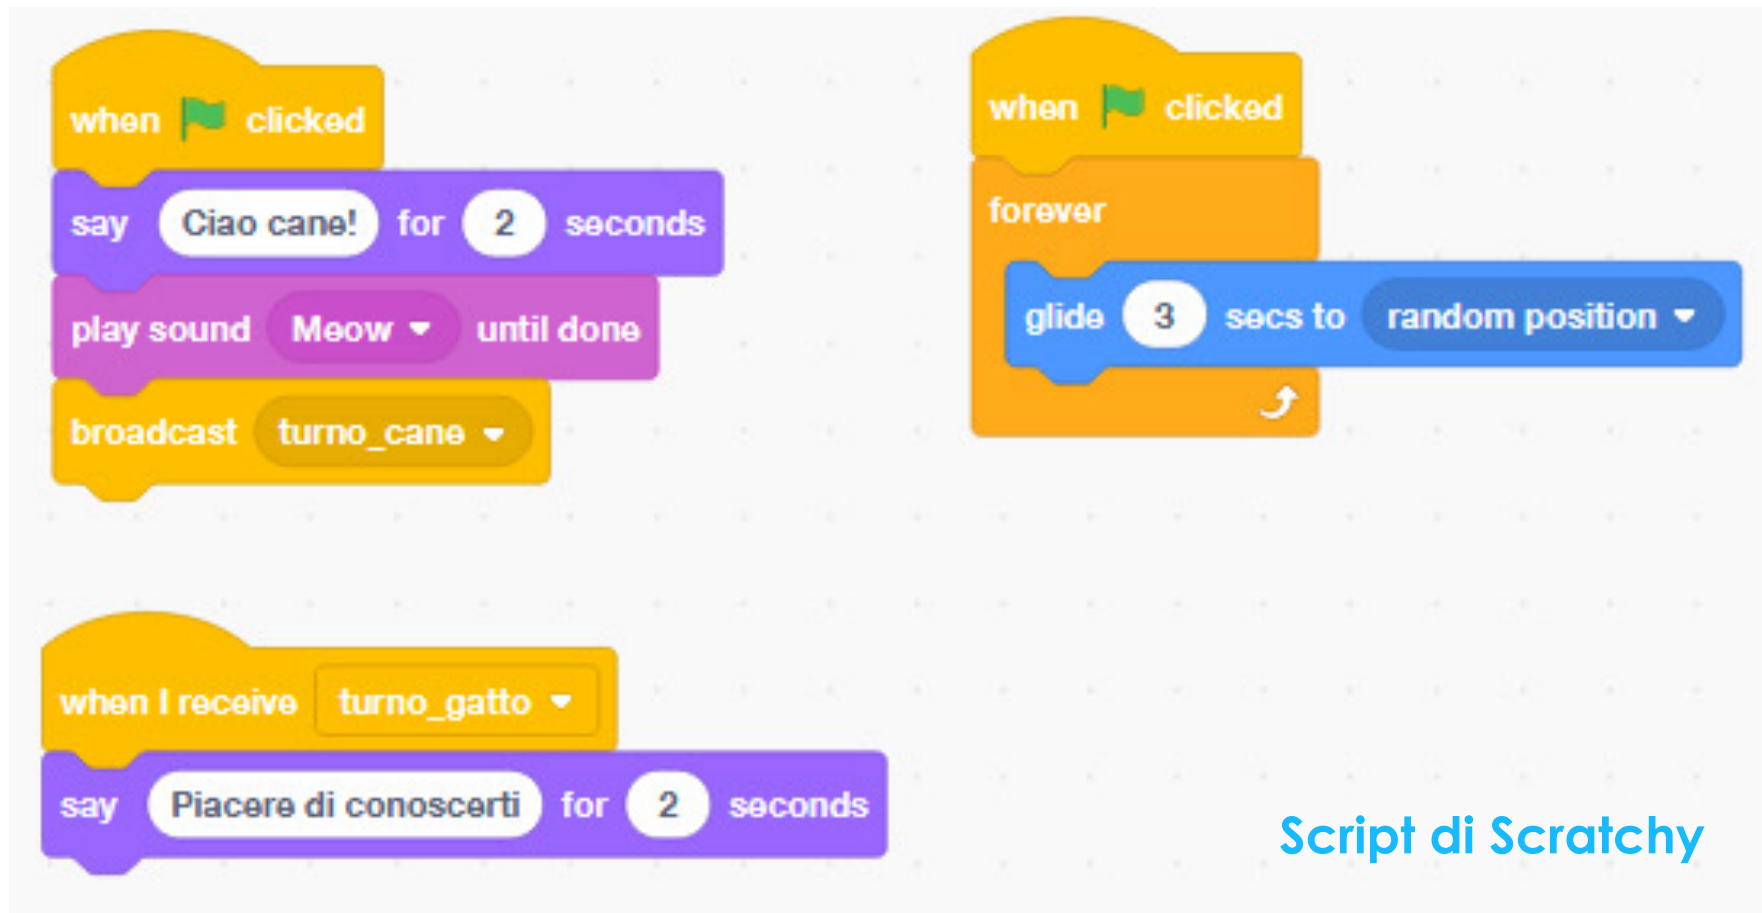 when clicked
say Ciao cane! for 2 seconds
play sound Meow until done
broadcast turno_cane
when clicked
forever
glide 3 secs to random position
when I receive turno_gatto
say Piacere di conoscerti for 2 seconds
Script di Scratchy